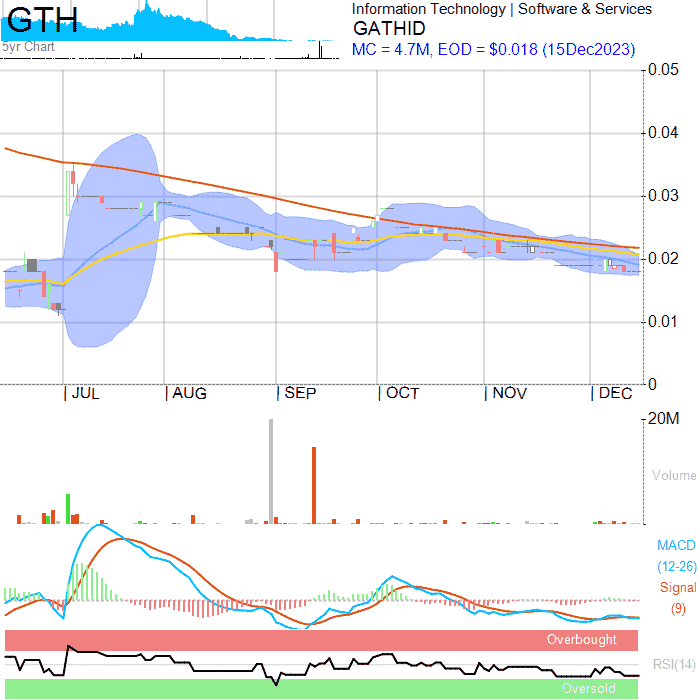 GTH
5yr Chart
Information Technology | Software & Services
GATHID
MC = 4.7M, EOD = $0.018 (15Dec2023)
0.05
0.04
0.03
0.02
0.01
0
| JUL | AUG | SEP | OCT | NOV | DEC
20M
Volume
MACD
(12-26)
Signal
(9)
Overbought
RSI(14)
Oversold